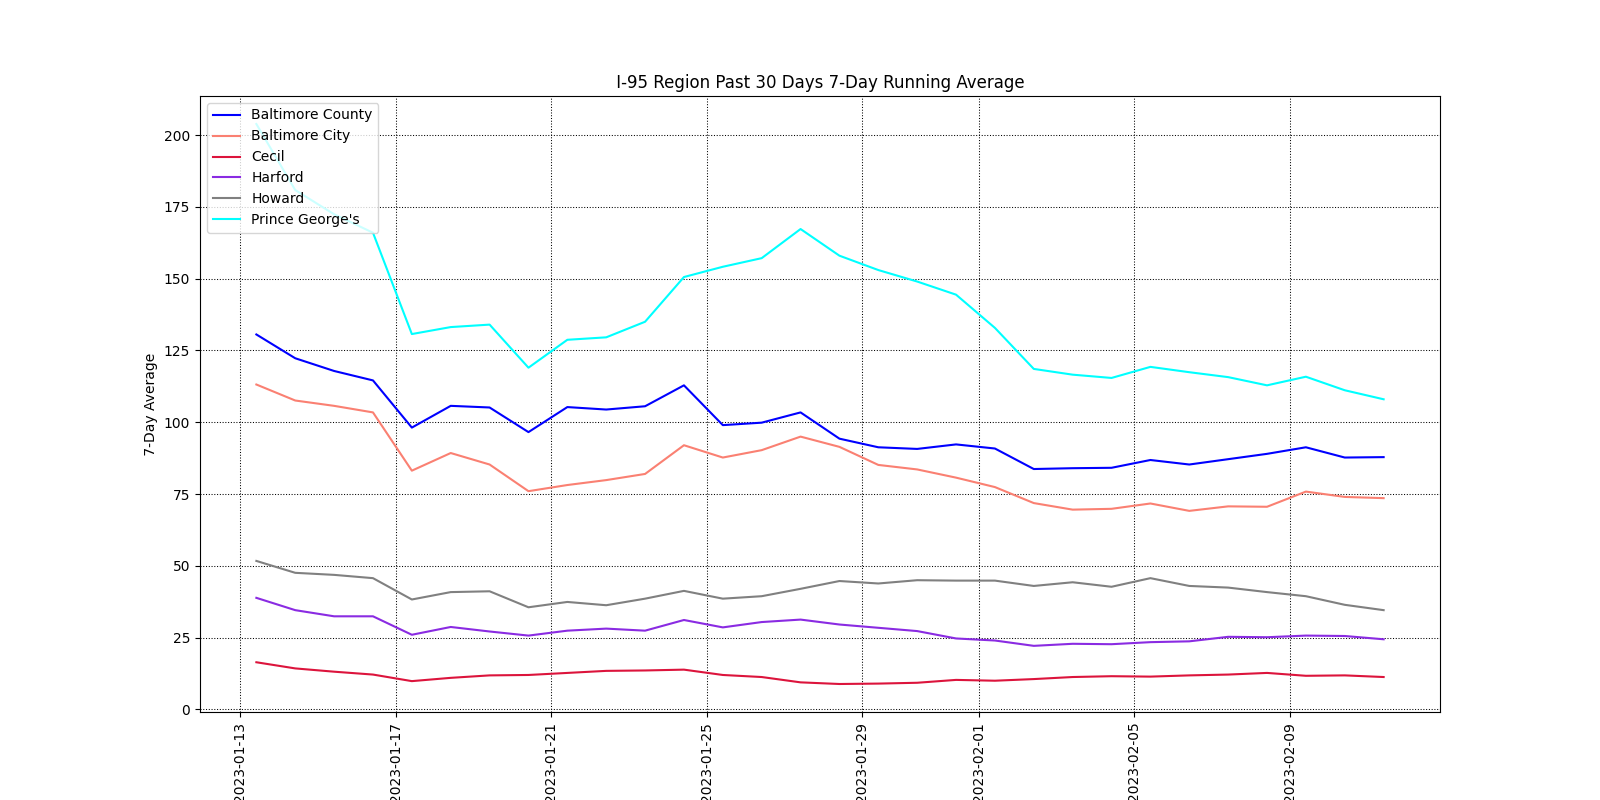 I-95 Region Past 30 Days 7-Day Running Average
Baltimore County
Baltimore City
Cecil
Harford
Howard
Prince George's
7-Day Average
200
175
150
125
100
75
50
25
0
2023-01-13
2023-01-17
2023-01-21
2023-01-25
2023-01-29
2023-02-01
2023-02-05
2023-02-09